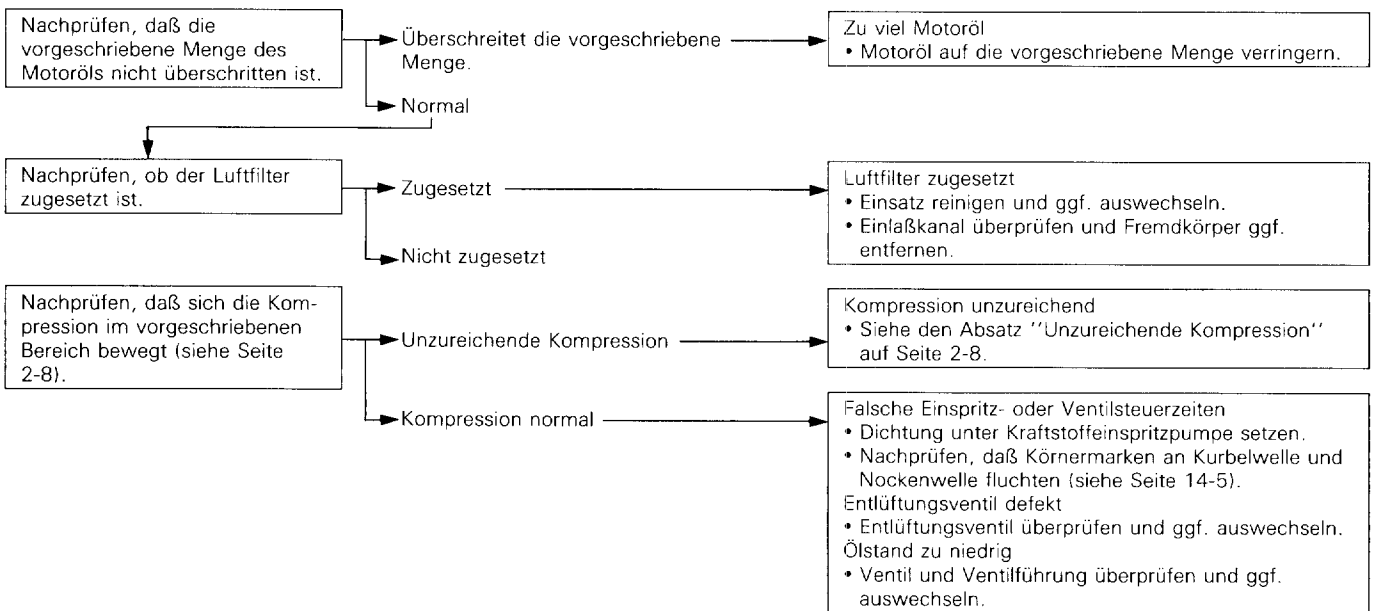 Nachprüfen, daß die
vorgeschriebene Menge des
Motoröls nicht überschritten ist.
Überschreitet die vorgeschriebene
Menge.
Zu viel Motoröl
• Motoröl auf die vorgeschriebene Menge verringern.
Normal
Nachprüfen, ob der Luftfilter
zugesetzt ist.
Zugesetzt
Luftfilter zugesetzt
• Einsatz reinigen und ggf. auswechseln.
• Einlaßkanal überprüfen und Fremdkörper ggf.
entfernen.
Nicht zugesetzt
Nachprüfen, daß sich die Kom-
pression im vorgeschriebenen
Bereich bewegt (siehe Seite
2-8).
Unzureichende Kompression
Kompression unzureichend
• Siehe den Absatz ''Unzureichende Kompression''
auf Seite 2-8.
Kompression normal
Falsche Einspritz- oder Ventilsteuerzeiten
• Dichtung unter Kraftstoffeinspritzpumpe setzen.
• Nachprüfen, daß Körnermarken an Kurbelwelle und
Nockenwelle fluchten (siehe Seite 14-5).
Entlüftungsventil defekt
• Entlüftungsventil überprüfen und ggf. auswechseln.
Ölstand zu niedrig
• Ventil und Ventilführung überprüfen und ggf.
auswechseln.